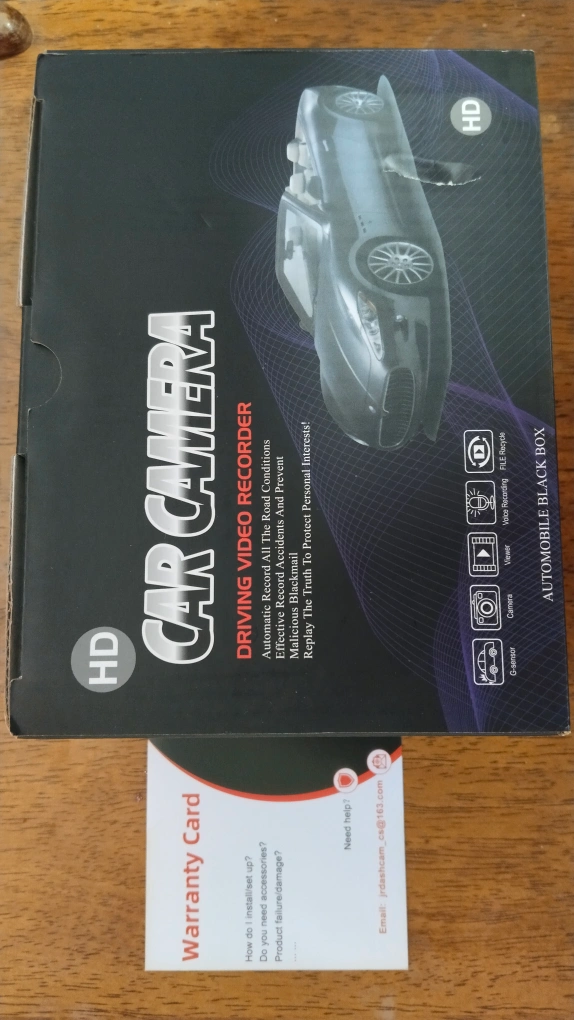 HD
CAR CAMERA
DRIVING VIDEO RECORDER
Automatic Record All The Road Conditions
Effective Record Accidents And Prevent
Malicious Blackmail
Replay The Truth To Protect Personal Interests!
HD
G-sensor
Camera
Viewer
Voice Recording
FILE Recycle
AUTOMOBILE BLACK BOX
Warranty Card
How do I install/set up?
Do you need accessories?
Product failure/damage?
... ...
Need help?
Email: jrdashcam_cs@163.com